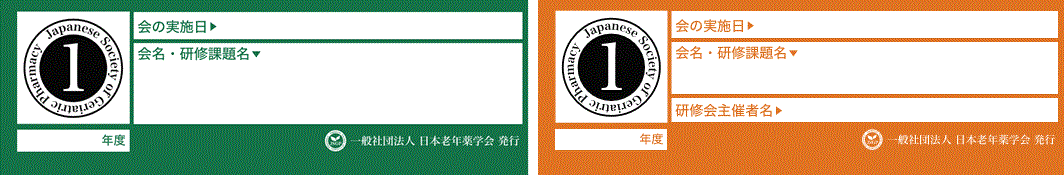 Japanese Society of Geriatric Pharmacy
1
会の実施日▶
会名・研修課題名▼
年度
一般社団法人 日本老年薬学会 発行
Japanese Society of Geriatric Pharmacy
1
会の実施日▶
会名・研修課題名▼
研修会主催者名▶
年度
一般社団法人 日本老年薬学会 発行